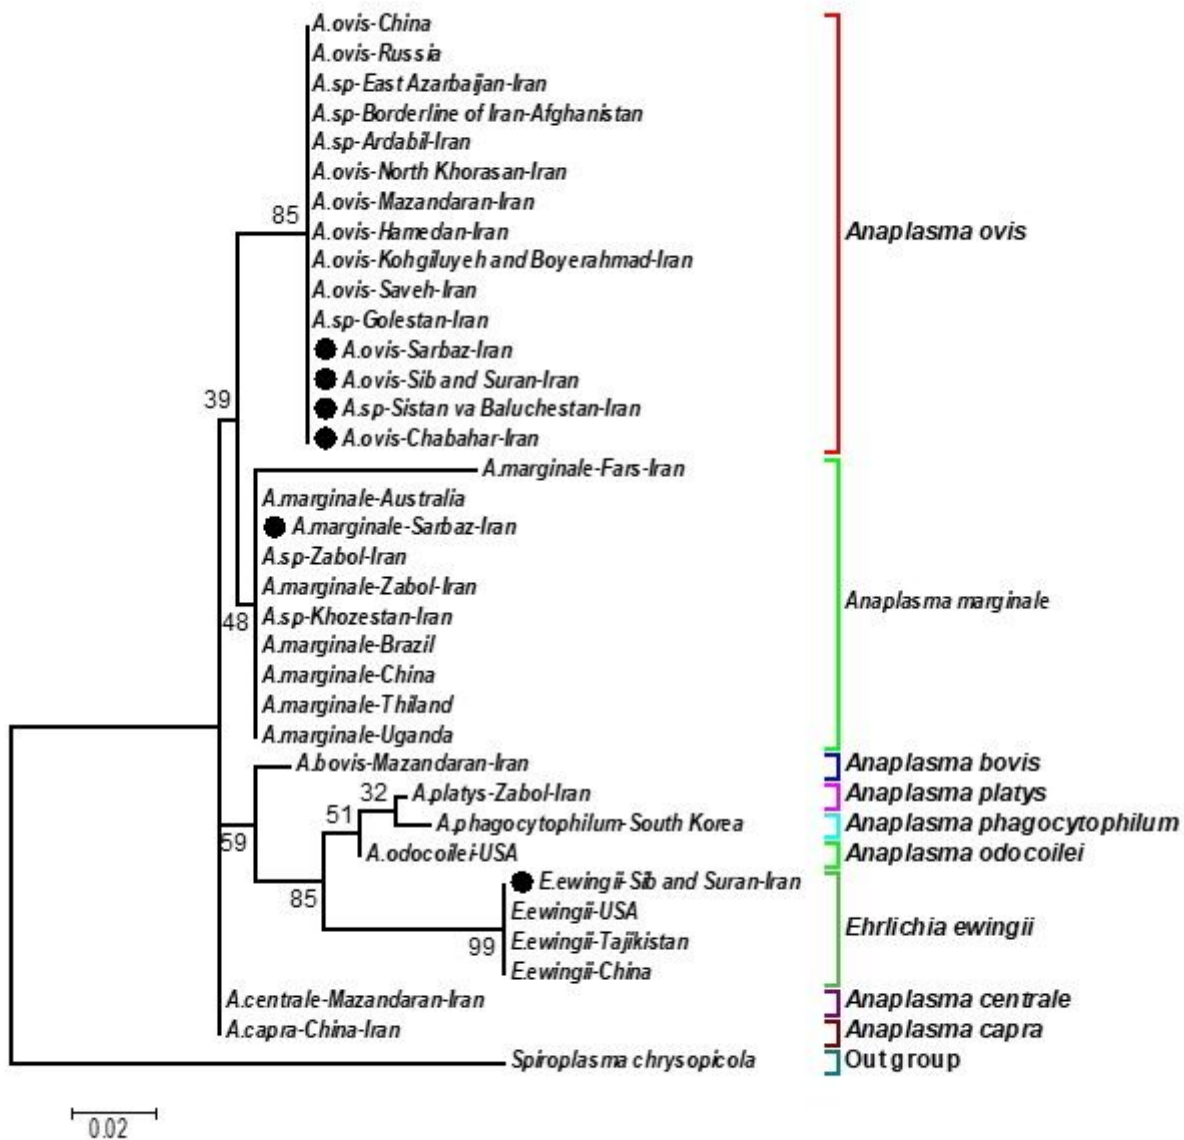 A.ovis-China
A.ovis-Russia
A.sp-East Azarbaijan-Iran
A.sp-Borderline of Iran-Afghanistan
A.sp-Ardabil-Iran
A.ovis-North Khorasan-Iran
A.ovis-Mazandaran-Iran
85
A.ovis-Hamedan-Iran
Anaplasma ovis
A.ovis-Kohgiluyeh and Boyerahmad-Iran
A.ovis-Saveh-Iran
A.sp-Golestan-Iran
A.ovis-Sarbaz-Iran
A.ovis-Sib and Suran-Iran
39
A.sp-Sistan va Baluchestan-Iran
A.ovis-Chabahar-Iran
A.marginale-Fars-Iran
A.marginale-Australia
A.marginale-Sarbaz-Iran
A.sp-Zabol-Iran
A.marginale-Zabol-Iran
Anaplasma marginale
A.sp-Khozestan-Iran
48
A.marginale-Brazil
A.marginale-China
A.marginale-Thiland
A.marginale-Uganda
A.bovis-Mazandaran-Iran
Anaplasma bovis
32
A.platys-Zabol-Iran
Anaplasma platys
51
A.phagocytophilum-South Korea
Anaplasma phagocytophilum
59
A.odocoilei-USA
Anaplasma odocoilei
E.ewingii-Sib and Suran-Iran
85
E.ewingii-USA
Ehrlichia ewingii
99
E.ewingii-Tajikistan
E.ewingii-China
A.centrale-Mazandaran-Iran
Anaplasma centrale
A.capra-China-Iran
Anaplasma capra
Spiroplasma chrysopicola
Outgroup
0.02